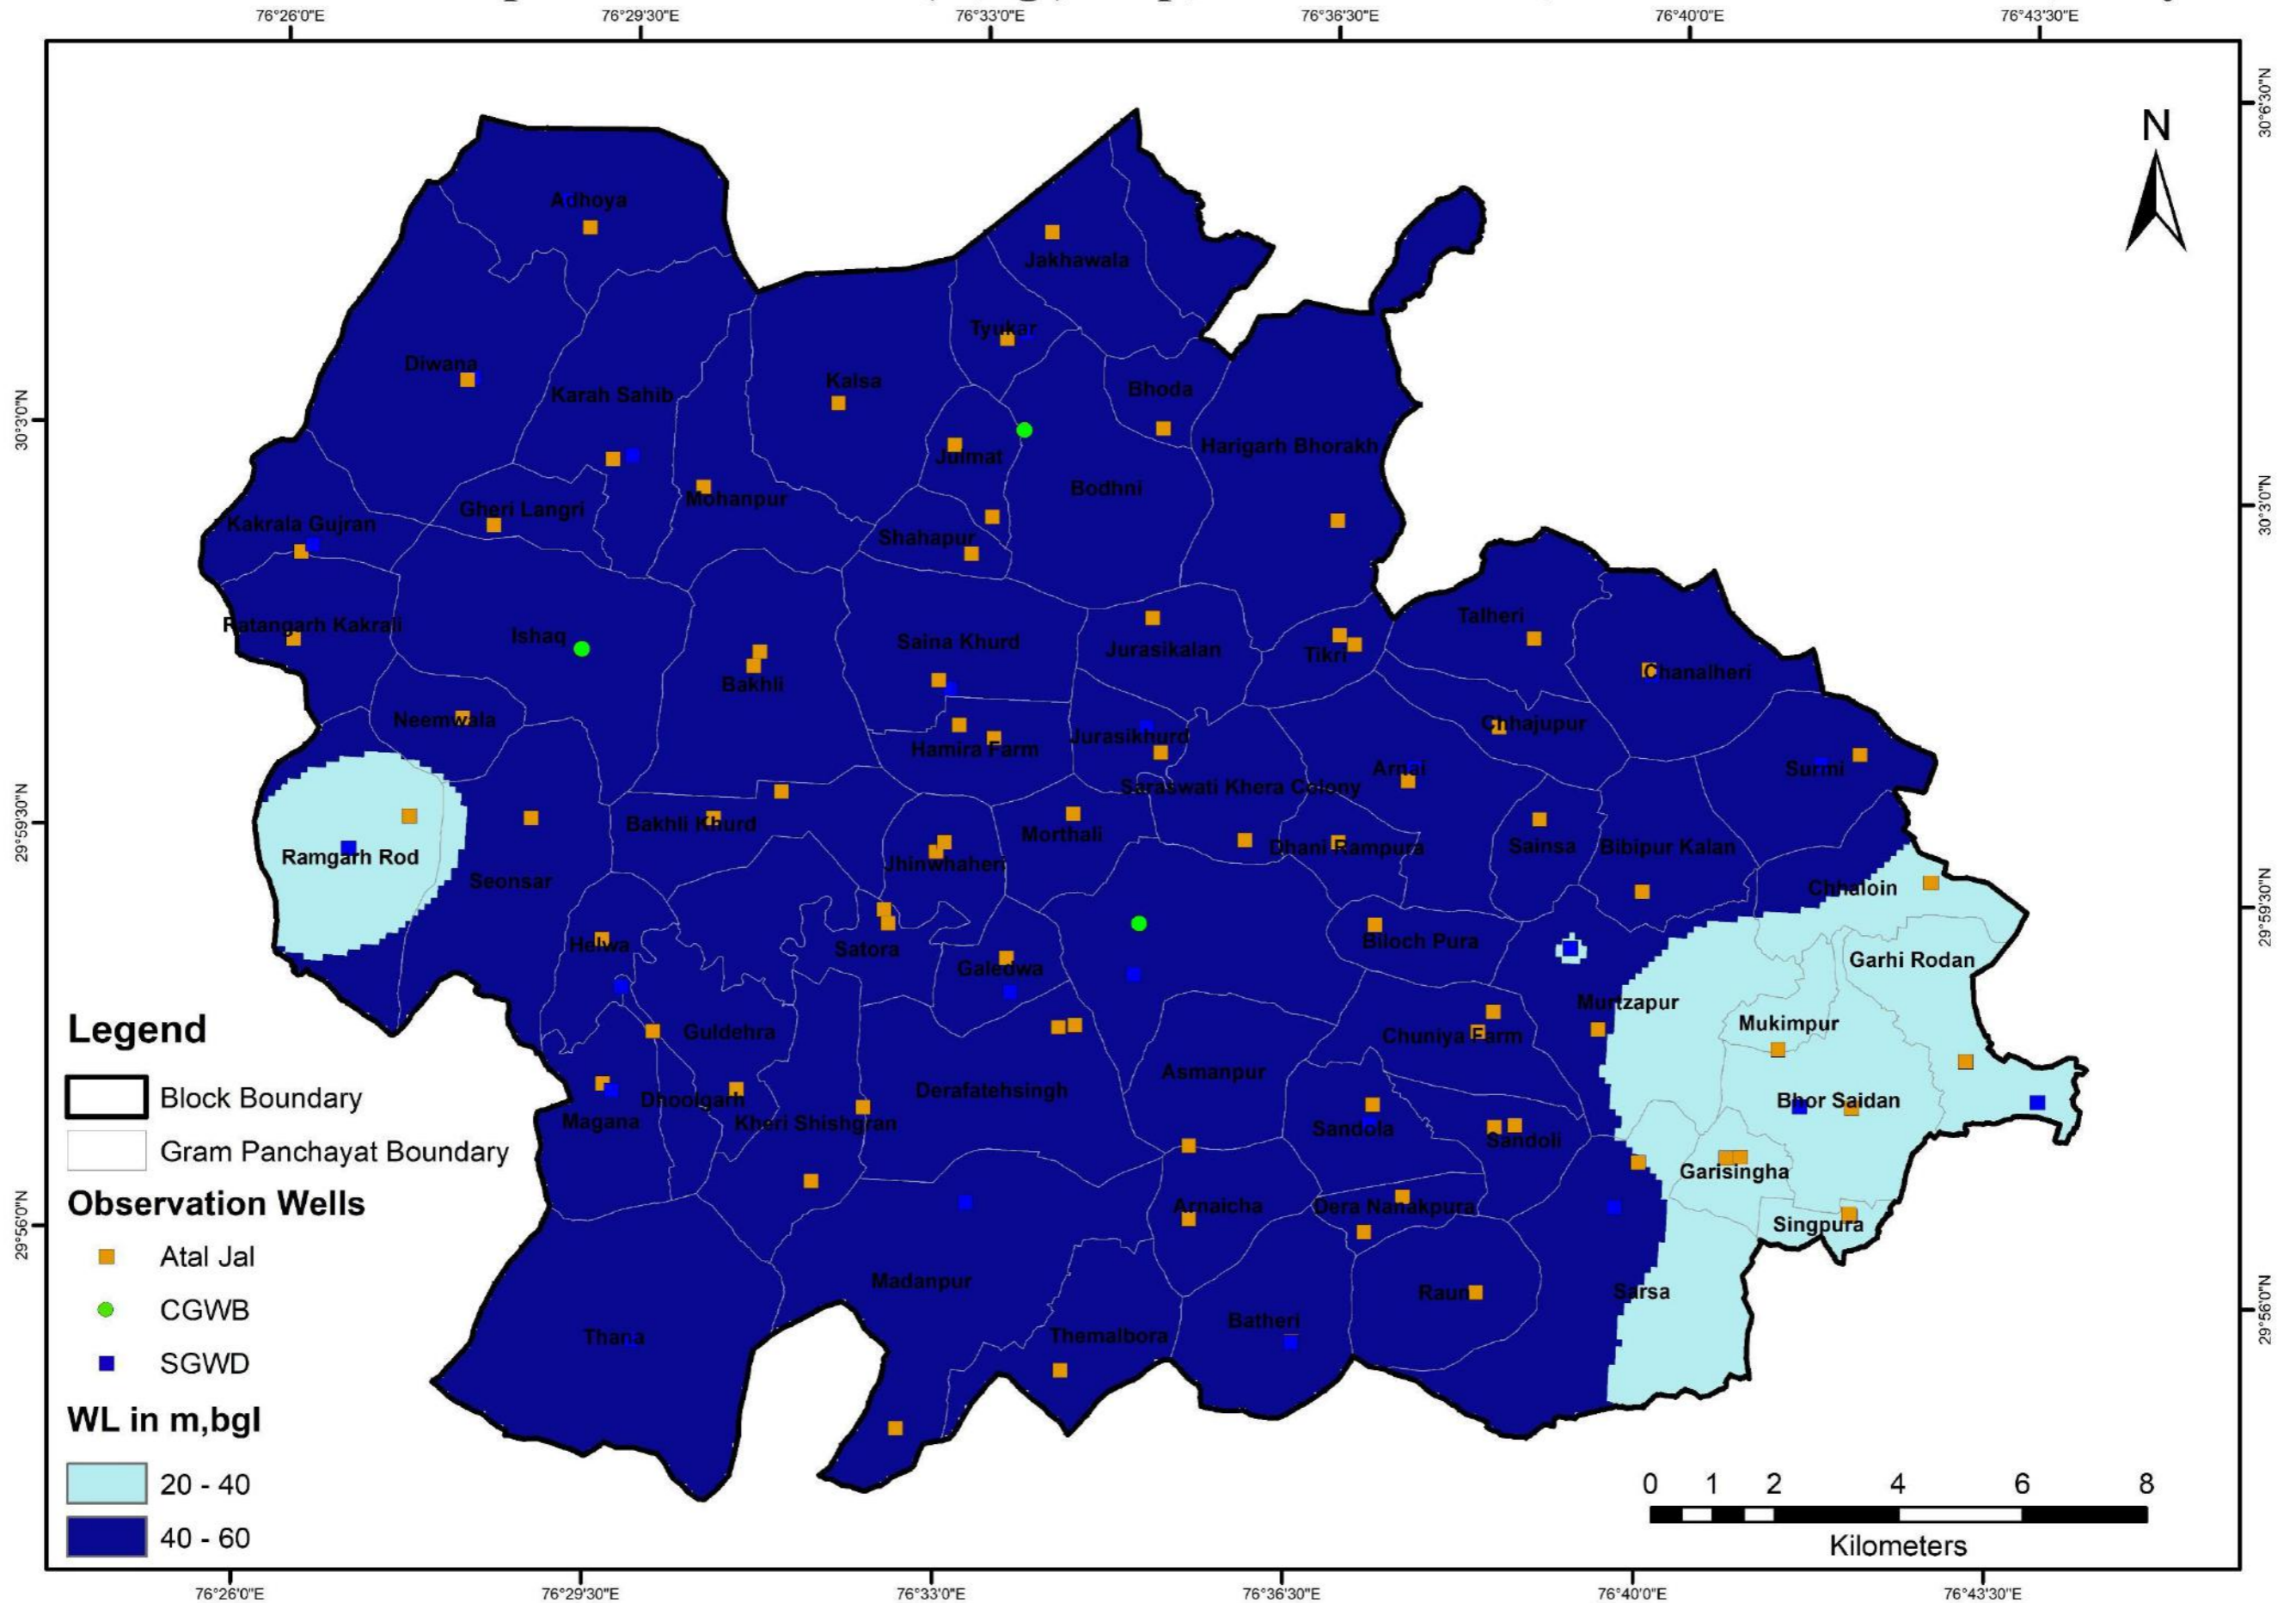 76°26'0"E
76°29'30"E
76°33'0"E
76°36'30"E
76°40'0"E
76°43'30"E
30°6'30"N
N
Adhoya
Jakhawala
Tyukar
Diwana
Kalsa
Bhoda
Karah Sahib
30°3'0"N
Harigarh Bhorakh
Julmat
Bodhni
Mohanpur
Gheri Langri
30°3'0"N
Kakrala Gujran
Shahapur
Talheri
Ratangarh Kakrali
Ishaq
Saina Khurd
Jurasikalan
Tikri
Chanalheri
Bakhli
Neemwala
Chhajupur
Jurasikhurd
Hamira Farm
Arnai
Surmi
Saraswati Khera Colony
29°59'30"N
Bakhli Khurd
Morthali
Dhani Rampura
Sainsa
Bibipur Kalan
Ramgarh Rod
Jhinwhaheri
Seonsar
Chhaloin
29°59'30"N
Helwa
Satora
Biloch Pura
Galedwa
Garhi Rodan
Murtzapur
Mukimpur
Guldehra
Chuniya Farm
Asmanpur
Derafatehsingh
Dhoolgarh
Bhor Saidan
Magana
Kheri Shishgran
Sandola
Sandoli
Garisingha
Arnaicha
Dera Nanakpura
Singpura
29°56'0"N
Madanpur
Raun
Sarsa
29°56'0"N
Batheri
Thana
Themalbora
Legend
Block Boundary
Gram Panchayat Boundary
Observation Wells
Atal Jal
CGWB
SGWD
WL in m,bgl
20 - 40
40 - 60
0 1 2 4 6 8
Kilometers
76°26'0"E
76°29'30"E
76°33'0"E
76°36'30"E
76°40'0"E
76°43'30"E